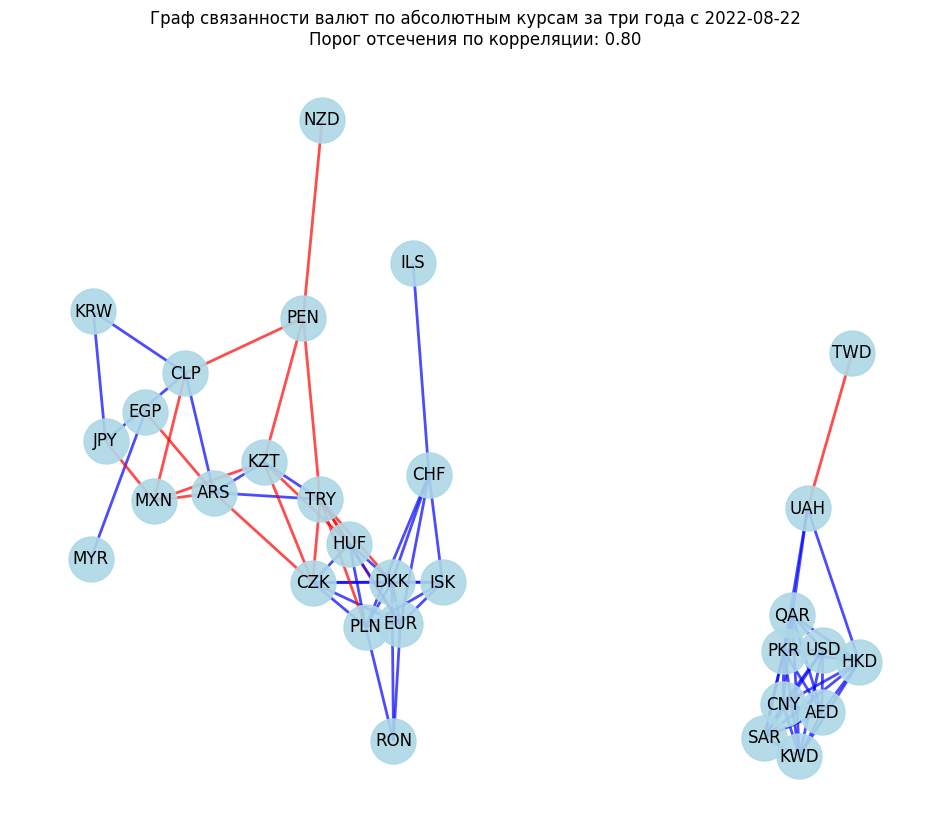 Граф связанности валют по абсолютным курсам за три года с 2022-08-22
Порог отсечения по корреляции: 0.80
NZD
ILS
KRW
PEN
TWD
CLP
EGP
JPY
KZT
CHF
MXN
ARS
TRY
UAH
HUF
MYR
CZK
DKK
ISK
QAR
PLN
EUR
PKR
USD
HKD
CNY
AED
SAR
RON
KWD